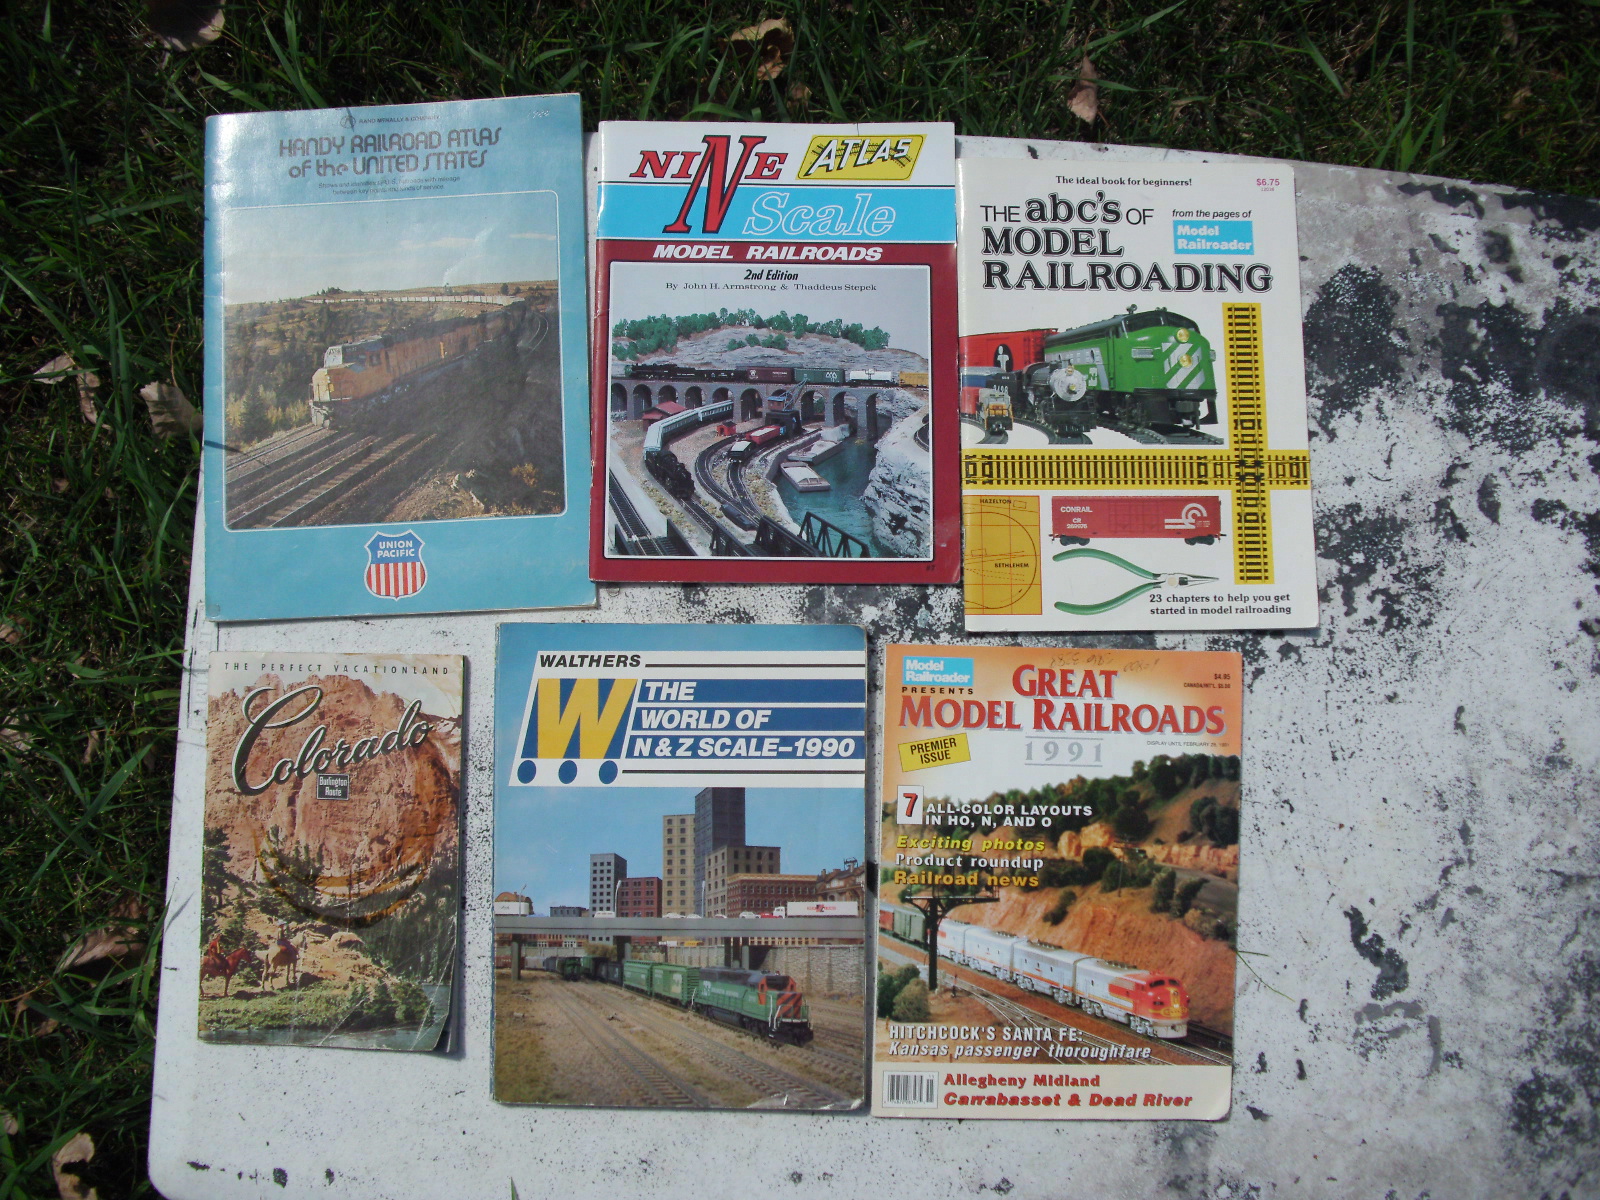 RAND MCNALLY & COMPANY
HANDY RAILROAD ATLAS
of the UNITED STATES
UNION
PACIFIC
NINE
ATLAS
N Scale
MODEL RAILROADS
2nd Edition
By John H. Armstrong & Thaddeus Stepek
The ideal book for beginners!
$6.75
THE abc's OF
MODEL
RAILROADING
from the pages of
Model
Railroader
HAZELTON
BETHLEHEM
CONRAIL
CR
23 chapters to help you get
started in model railroading
THE PERFECT VACATIONLAND
Colorado
Burlington
Route
WALTHERS
W
THE
WORLD OF
N & Z SCALE–1990
Model
Railroader
PRESENTS
GREAT
MODEL RAILROADS
1991
$4.95
PREMIER
ISSUE
7 ALL-COLOR LAYOUTS
IN HO, N, AND O
Exciting photos
Product roundup
Railroad news
HITCHCOCK'S SANTA FE:
Kansas passenger thoroughfare
Allegheny Midland
Carrabasset & Dead River